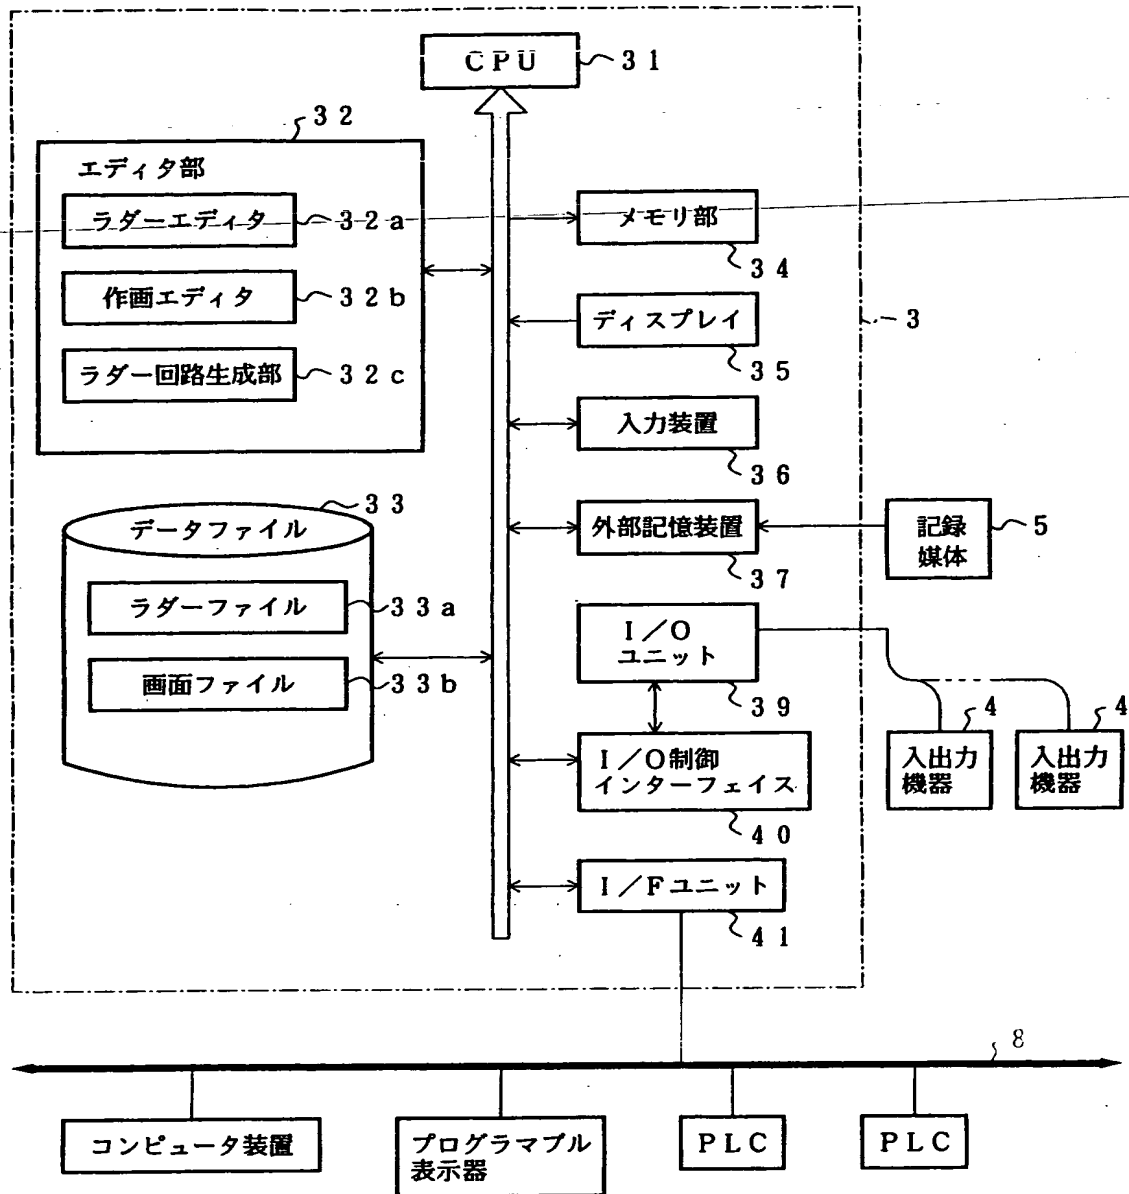 CPU
31
32
エディタ部
ラダーエディタ
32a
作画エディタ
32b
ラダー回路生成部
32c
33
データファイル
ラダーファイル
33a
画面ファイル
33b
メモリ部
34
ディスプレイ
35
3
入力装置
36
外部記憶装置
37
記録
媒体
5
I/O
ユニット
39
I/O制御
インターフェイス
40
4
入出力
機器
4
入出力
機器
I/Fユニット
41
8
コンピュータ装置
プログラマブル
表示器
PLC
PLC